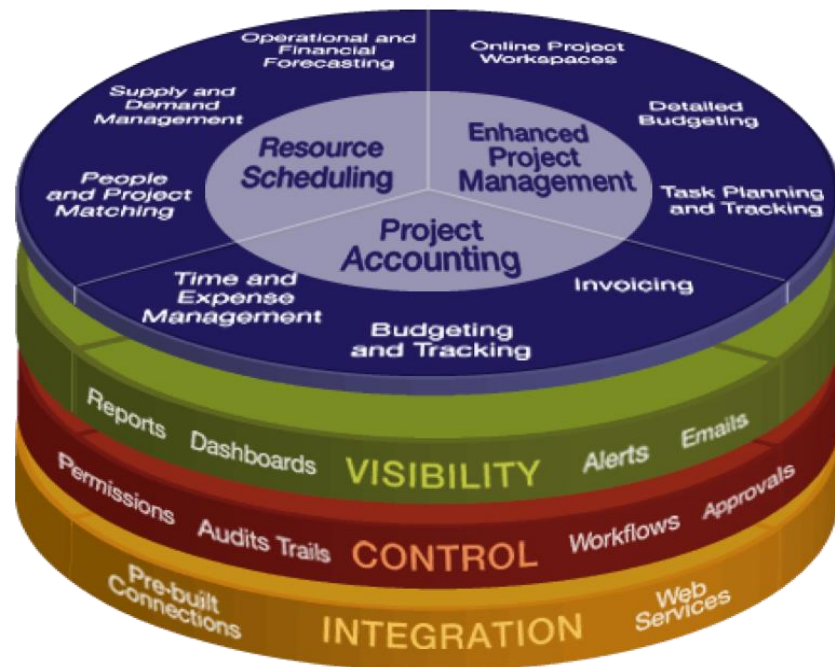 Operational and
Financial
Forecasting
Online Project
Workspaces
Supply and
Demand
Management
Detailed
Budgeting
Resource
Scheduling
Enhanced
Project
Management
People
and Project
Matching
Task Planning
and Tracking
Project
Accounting
Time and
Expense
Management
Invoicing
Budgeting
and Tracking
Reports
Dashboards
VISIBILITY
Alerts
Emails
Permissions
Audits Trails
CONTROL
Workflows
Approvals
Pre-built
Connections
INTEGRATION
Web
Services